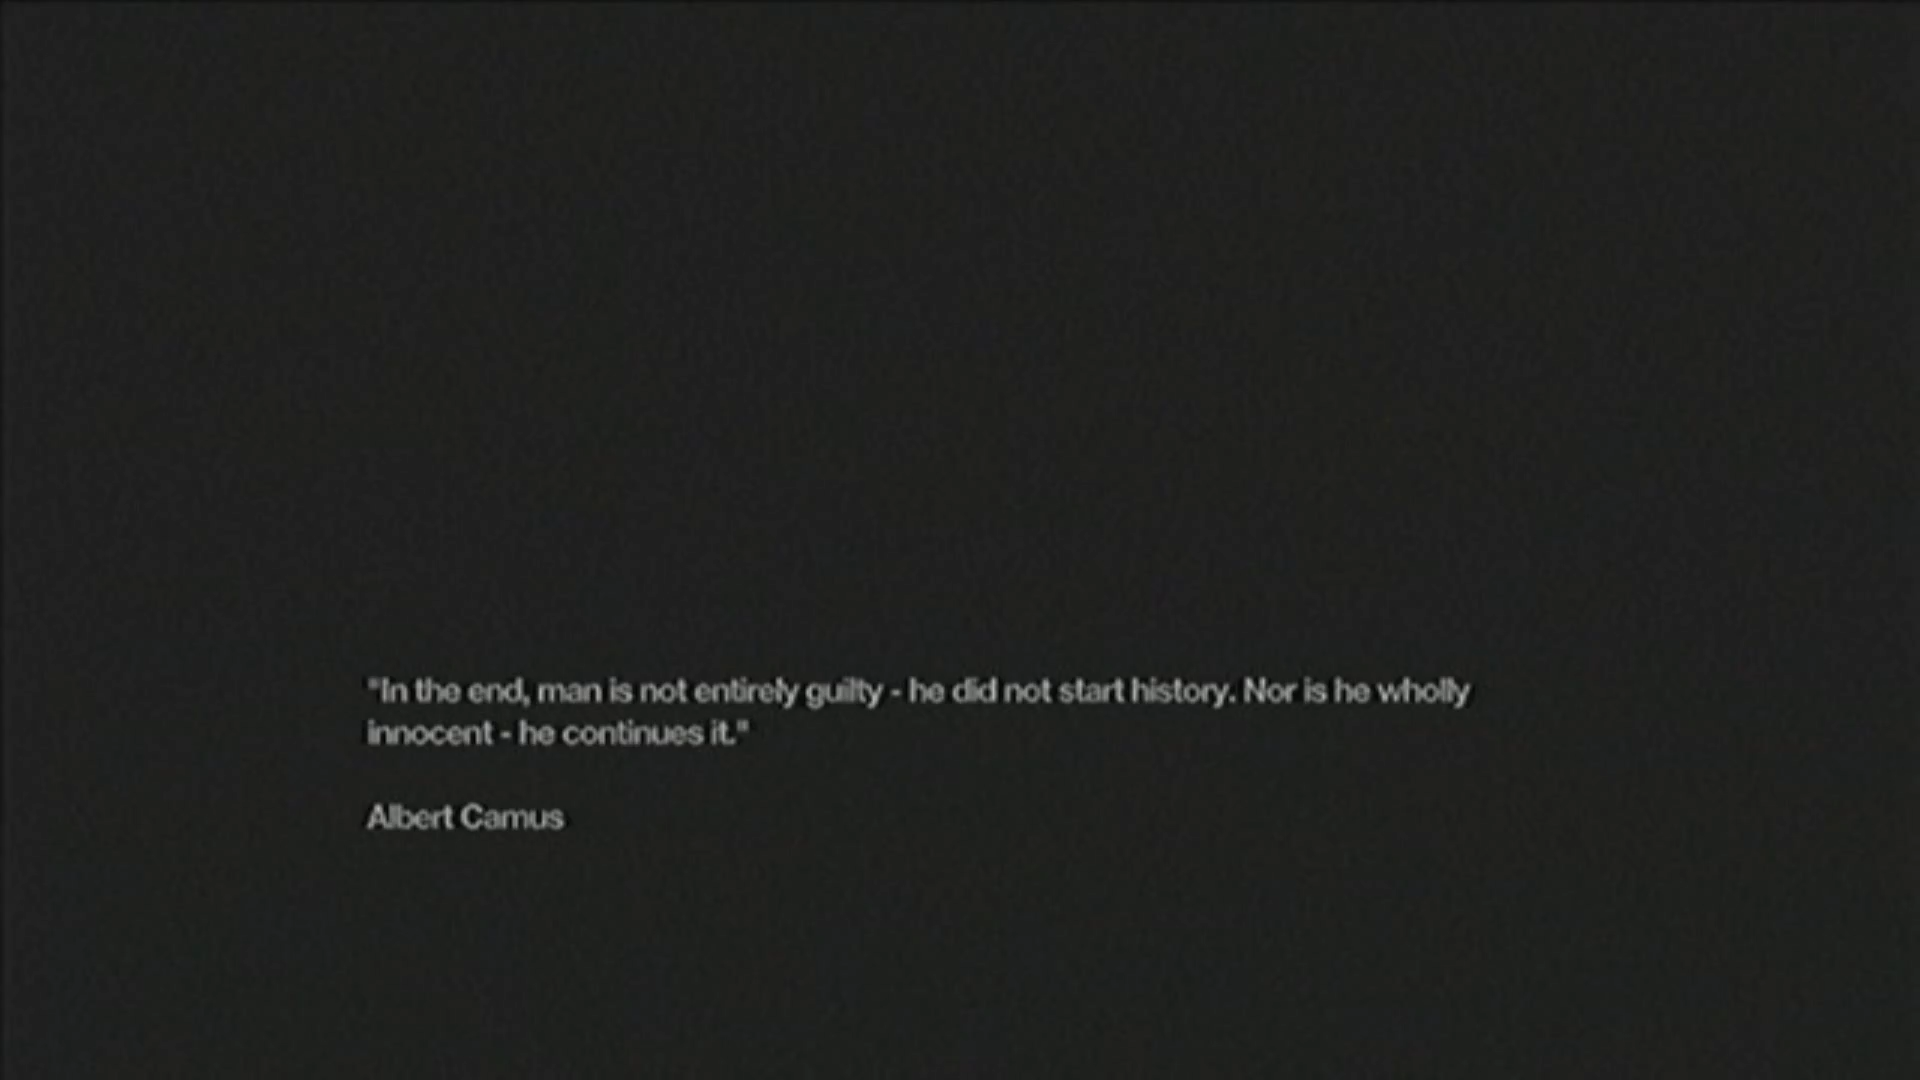 "In the end, man is not entirely guilty - he did not start history. Nor is he wholly
innocent - he continues it."
Albert Camus